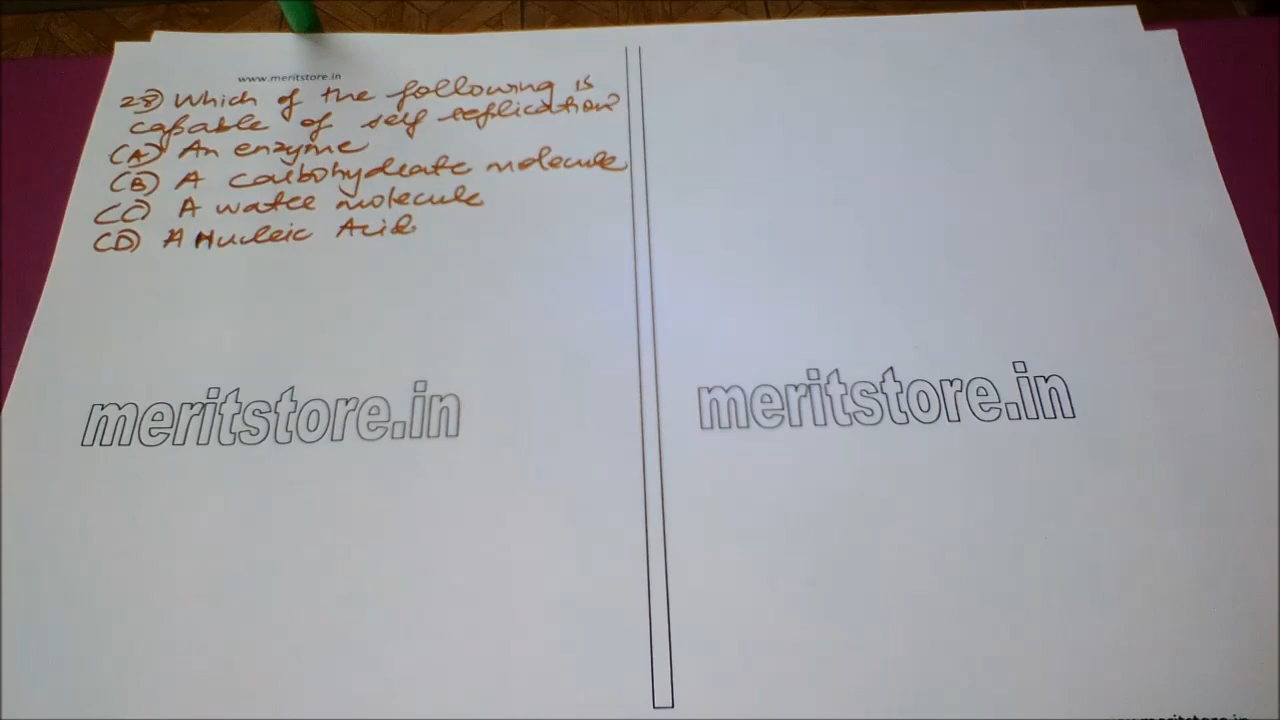 www.meritstore.in
28) Which of the following is
capable of self replication?
(A) An enzyme
(B) A carbohydrate molecule
(C) A water molecule
(D) A Nucleic Acid
meritstore.in
meritstore.in